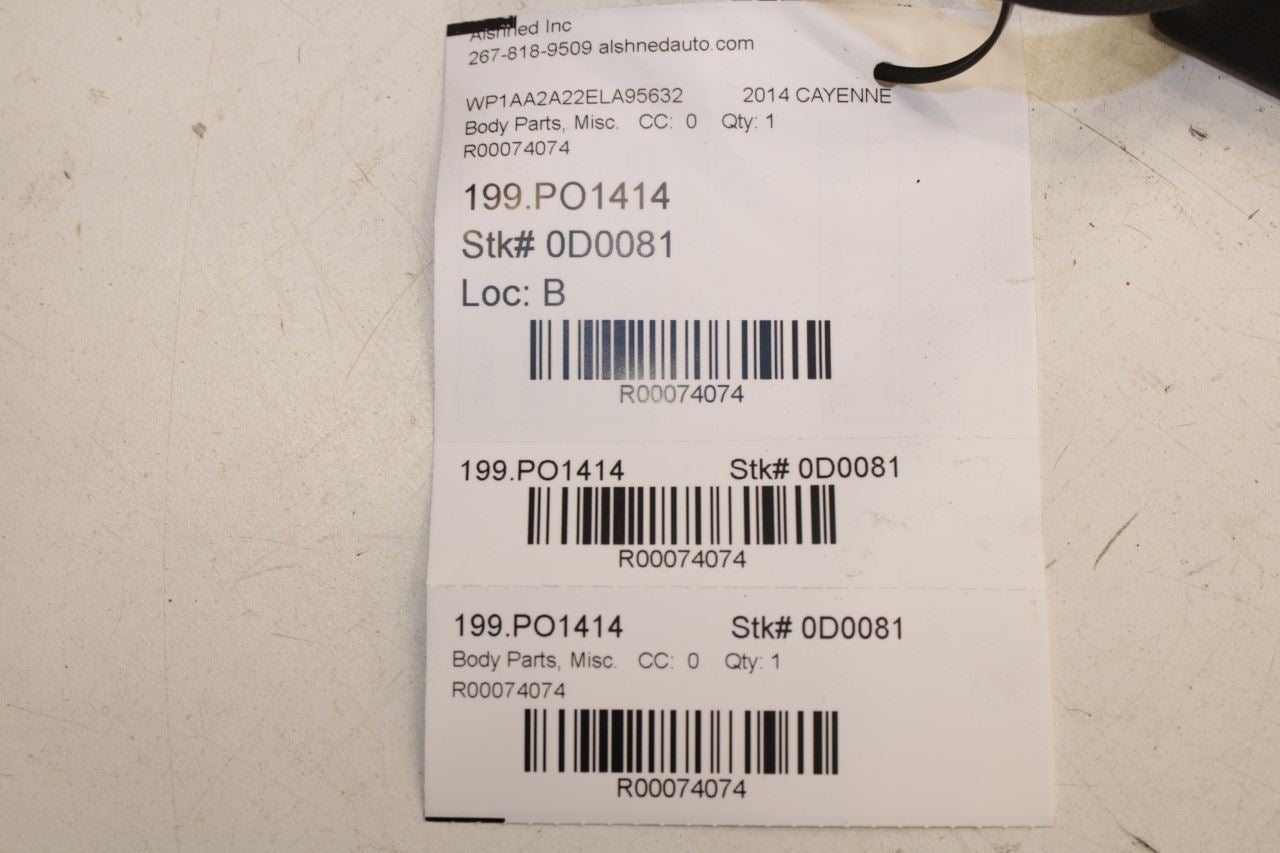 Alshned Inc
267-818-9509 alshnedauto.com
WP1AA2A22ELA95632 2014 CAYENNE
Body Parts, Misc. CC: 0 Qty: 1
R00074074
199.PO1414
Stk# 0D0081
Loc: B
R00074074
199.PO1414 Stk# 0D0081
R00074074
199.PO1414 Stk# 0D0081
Body Parts, Misc. CC: 0 Qty: 1
R00074074
R00074074